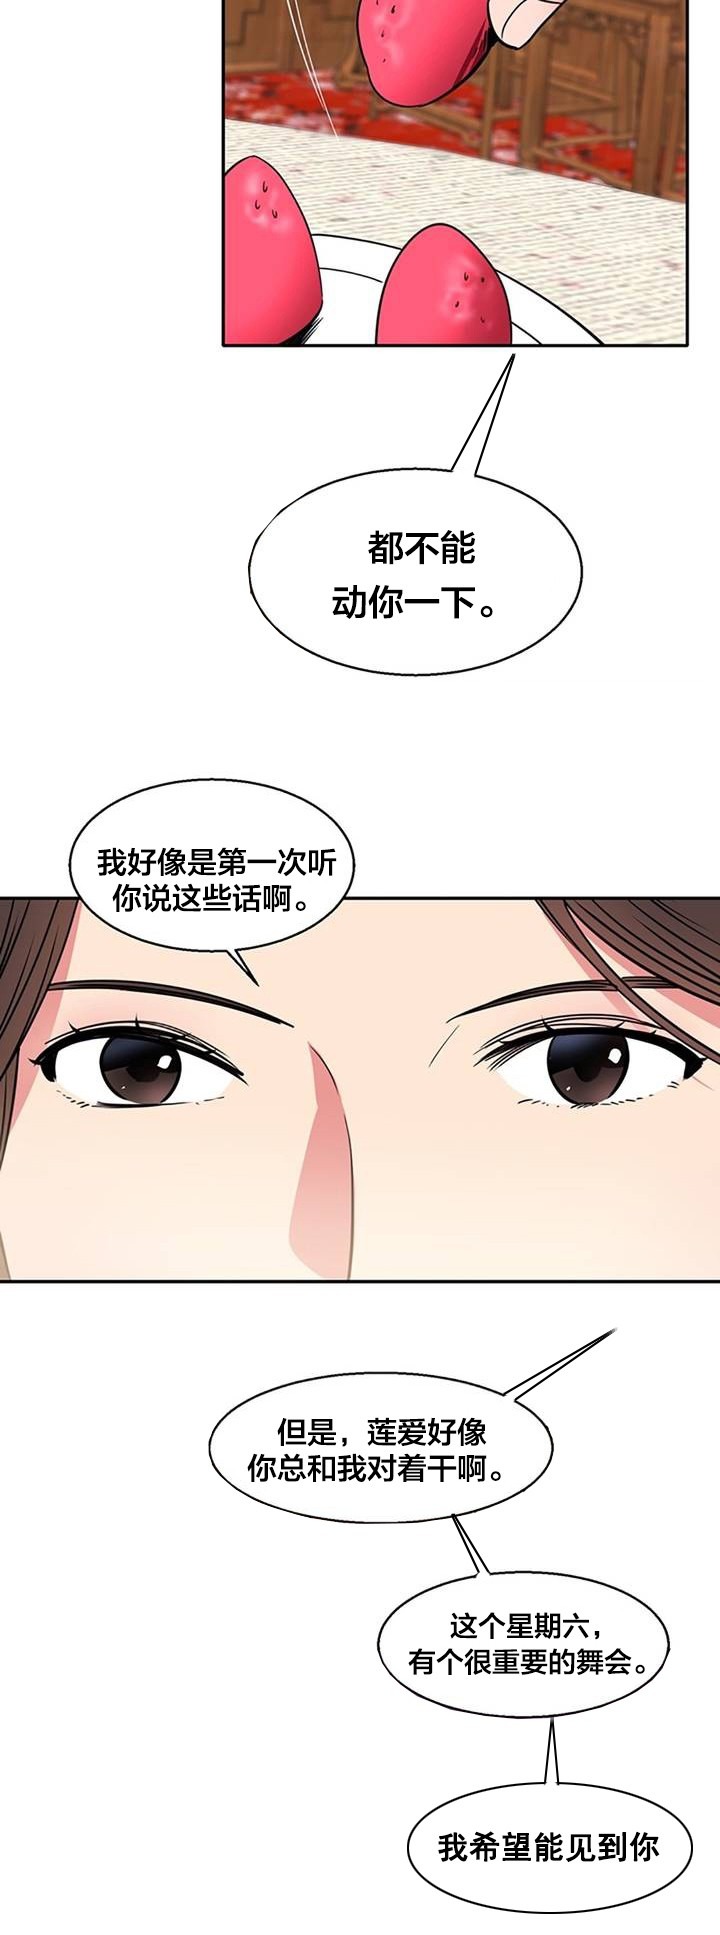 都不能
动你一下。
我好像是第一次听
你说这些话啊。
但是，莲爱好像
你总和我对着干啊。
这个星期六，
有个很重要的舞会。
我希望能见到你